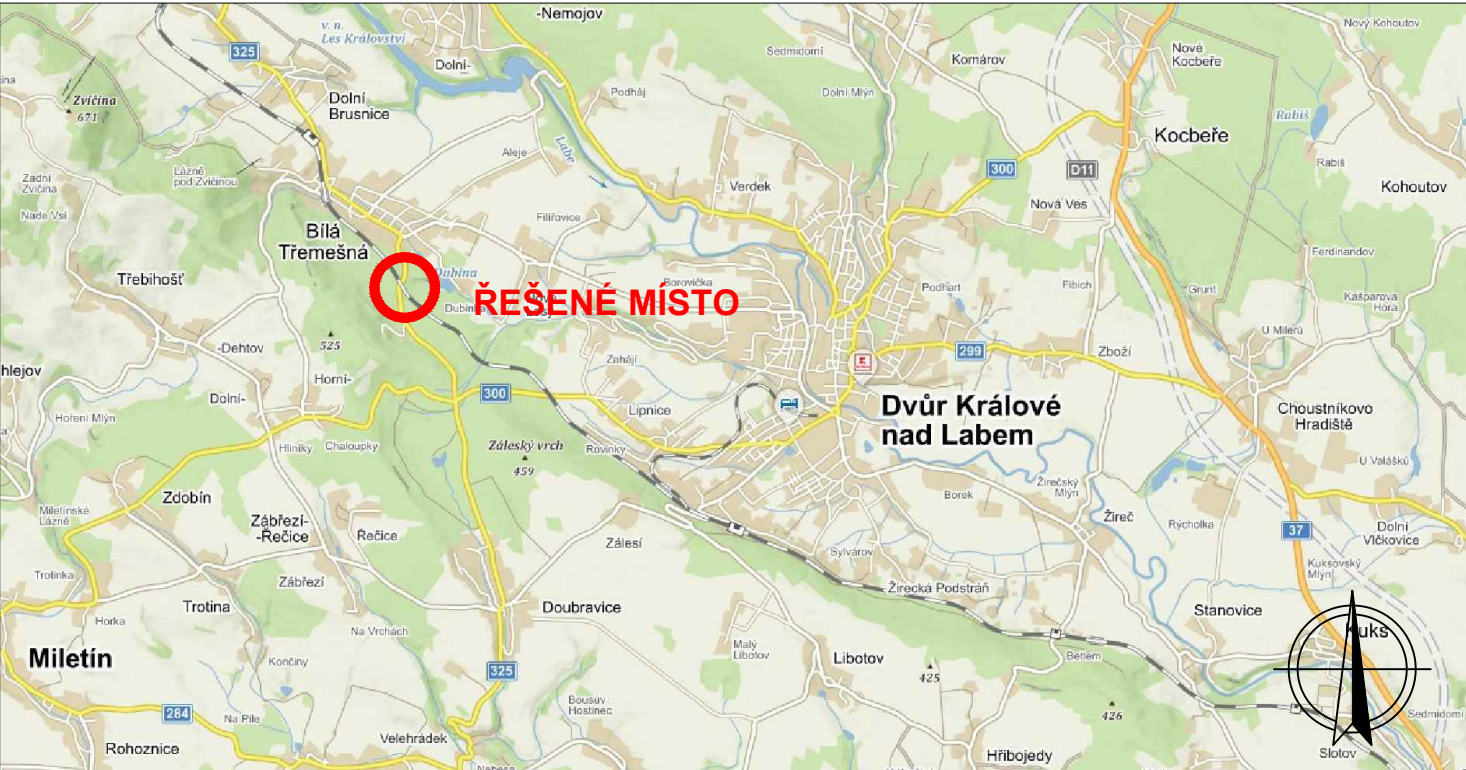 -Nemojov
v. n.
Les Království
325
Dolní-
Sedmidomí
Komárov
Nové
Kocbeře
Nový Kohoutov
Zvičina
671
Dolní
Brusnice
Podháj
Dolní Mlýn
Rabiš
Kocbeře
Labe
Aleje
Lázně
pod Zvičinou
Zadní
Zvičina
Verdek
300
D11
Rabiš
Kohoutov
Nade Vsí
Filířovice
Nová Ves
Bílá
Třemešná
Ferdinandov
Třebihošť
Dubina
Borovička
Podhart
Fibich
Grunt
Kašparova
Hora
ŘEŠENÉ MÍSTO
U Milerů
525
-Dehtov
Zahájí
299
Zboží
Horní-
Dolní-
300
Lipnice
Dvůr Králové
nad Labem
Choustníkovo
Hradiště
Hoření Mlýn
Hliníky
Chaloupky
Záleský vrch
459
Rovinky
U Valášků
Zdobín
Borek
Žirečský
Mlýn
Miletínské
Lázně
Zábřezí-
-Řečice
Řečice
Žireč
Rýcholka
37
Dolní
Vlčkovice
Zálesí
Sylvárov
Kuksovský
Mlýn
Trotinka
Zábřezí
Žirecká Podstráň
Trotina
Doubravice
Stanovice
Horka
Na Vrchách
Kuks
Miletín
Končiny
Malý
Libotov
Libotov
Betlém
325
425
Bousův
Hostinec
284
Na Pile
426
Sedmidomí
Velehrádek
Rohoznice
Hřibojedy
Slotov